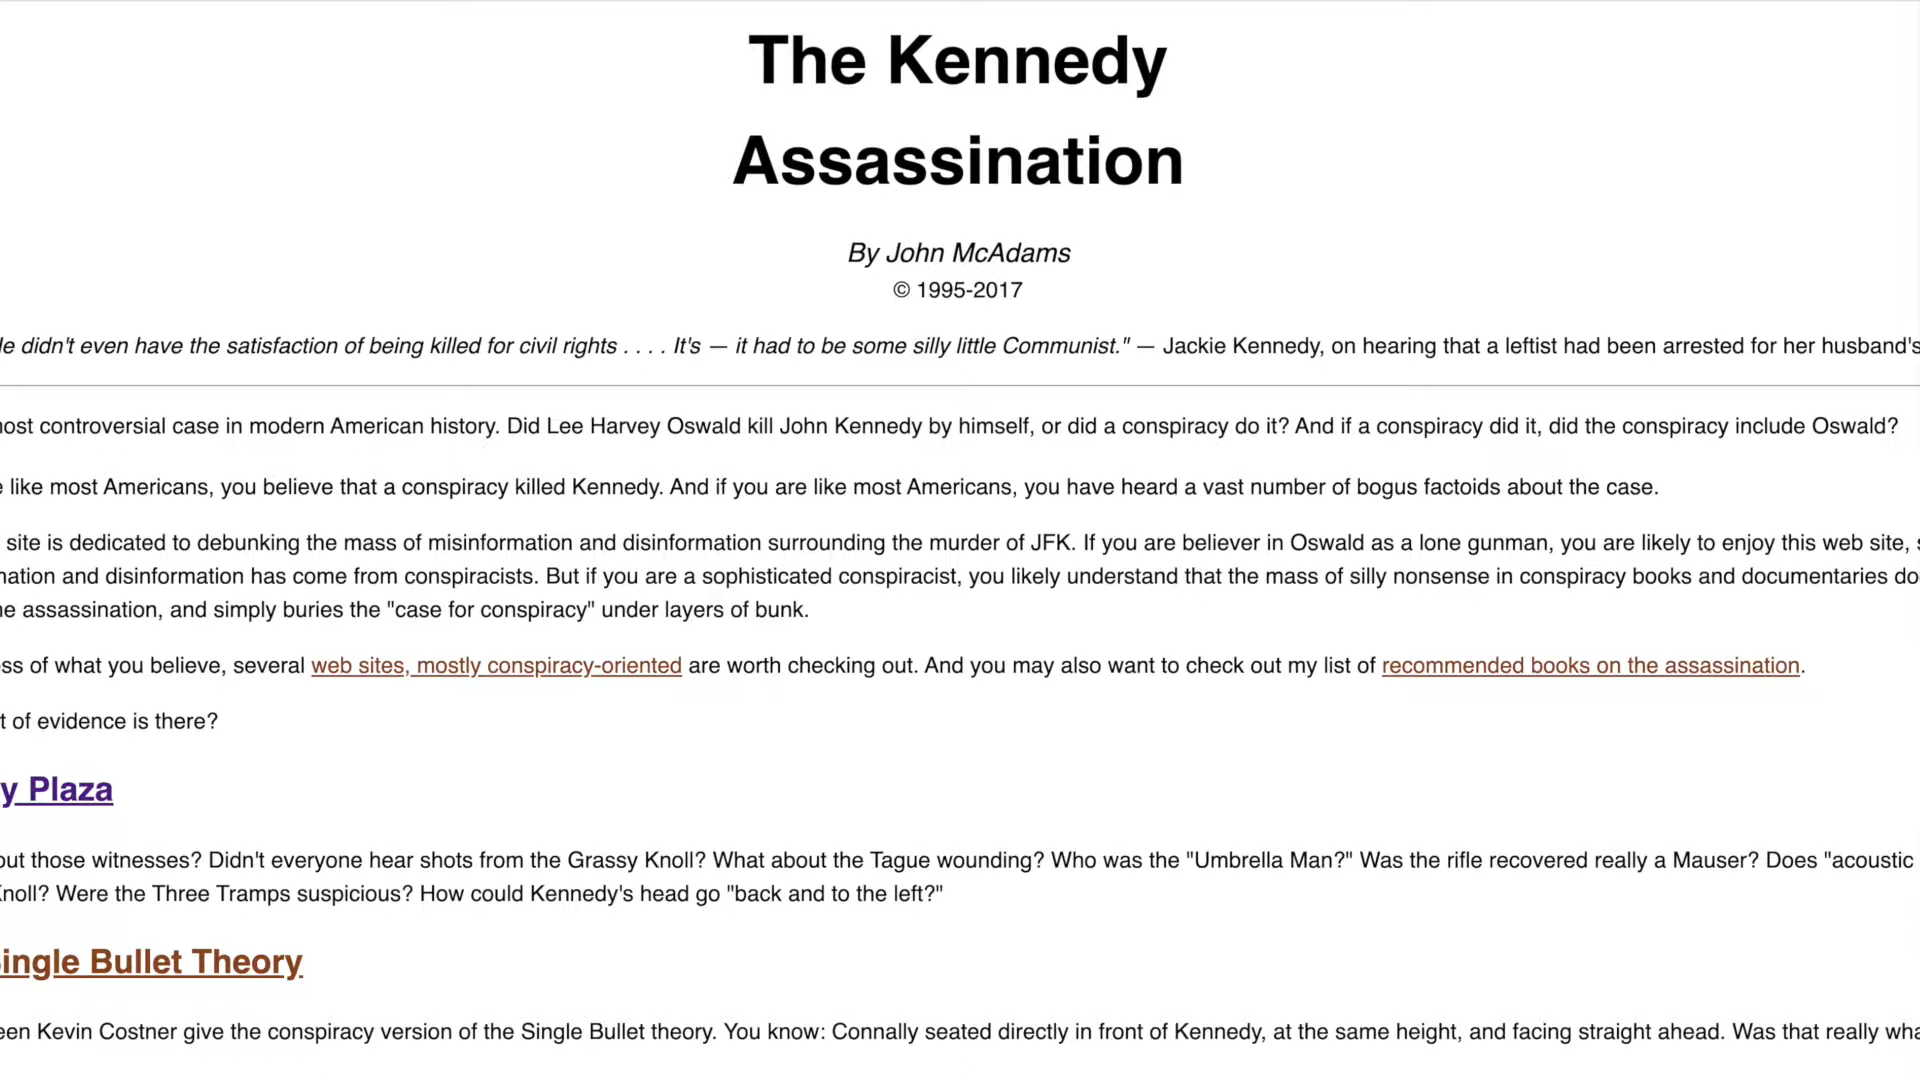 The Kennedy
Assassination
By John McAdams
© 1995-2017
didn't even have the satisfaction of being killed for civil rights . . . . It's — it had to be some silly little Communist." — Jackie Kennedy, on hearing that a leftist had been arrested for her husband's
controversial case in modern American history. Did Lee Harvey Oswald kill John Kennedy by himself, or did a conspiracy do it? And if a conspiracy did it, did the conspiracy include Oswald?
like most Americans, you believe that a conspiracy killed Kennedy. And if you are like most Americans, you have heard a vast number of bogus factoids about the case.
site is dedicated to debunking the mass of misinformation and disinformation surrounding the murder of JFK. If you are believer in Oswald as a lone gunman, you are likely to enjoy this web site,
and disinformation has come from conspiracists. But if you are a sophisticated conspiracist, you likely understand that the mass of silly nonsense in conspiracy books and documentaries
assassination, and simply buries the "case for conspiracy" under layers of bunk.
of what you believe, several web sites, mostly conspiracy-oriented are worth checking out. And you may also want to check out my list of recommended books on the assassination.
of evidence is there?
Plaza
those witnesses? Didn't everyone hear shots from the Grassy Knoll? What about the Tague wounding? Who was the "Umbrella Man?" Was the rifle recovered really a Mauser? Does "acoustic
Knoll? Were the Three Tramps suspicious? How could Kennedy's head go "back and to the left?"
Single Bullet Theory
Kevin Costner give the conspiracy version of the Single Bullet theory. You know: Connally seated directly in front of Kennedy, at the same height, and facing straight ahead. Was that really